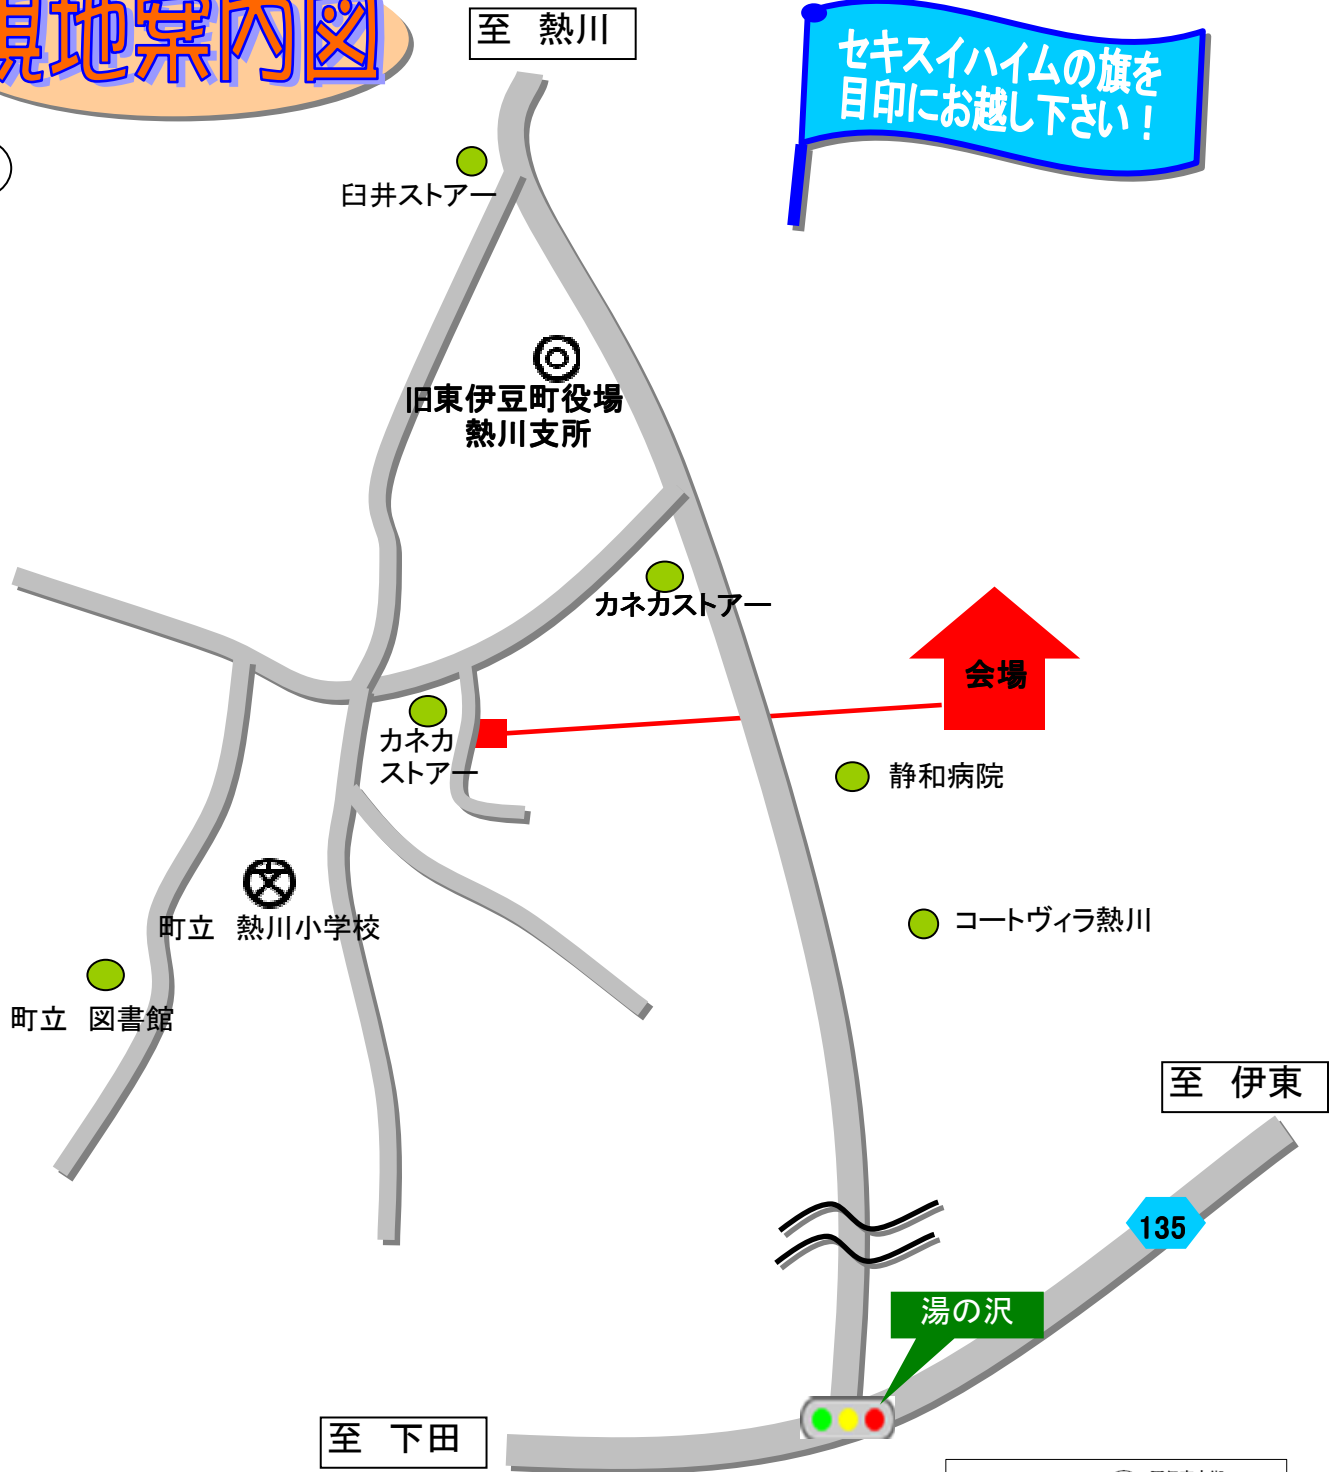 現地案内図
至　熱川
セキスイハイムの旗を
目印にお越し下さい！
臼井ストアー
旧東伊豆町役場
熱川支所
カネカストアー
会場
カネカ
ストアー
静和病院
町立　熱川小学校
コートヴィラ熱川
町立　図書館
至　伊東
135
湯の沢
至　下田